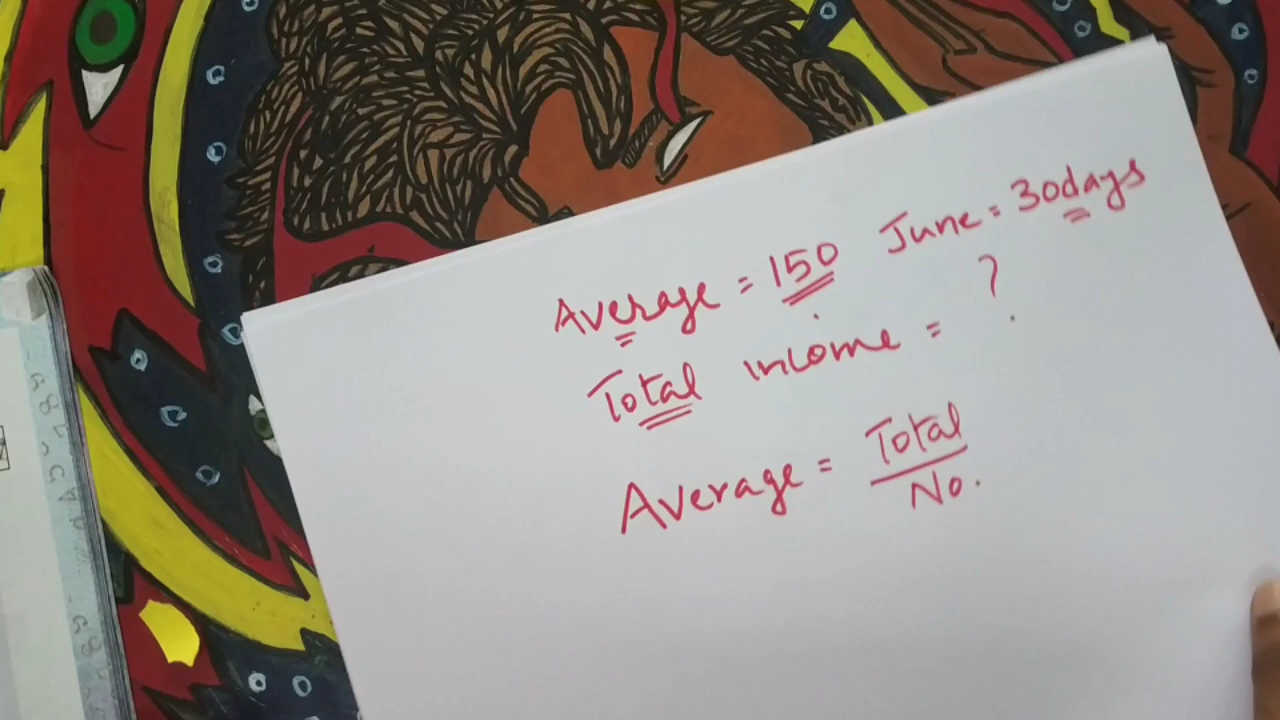 Average = 150 June = 30days
Total income = ?
Average = Total
No.